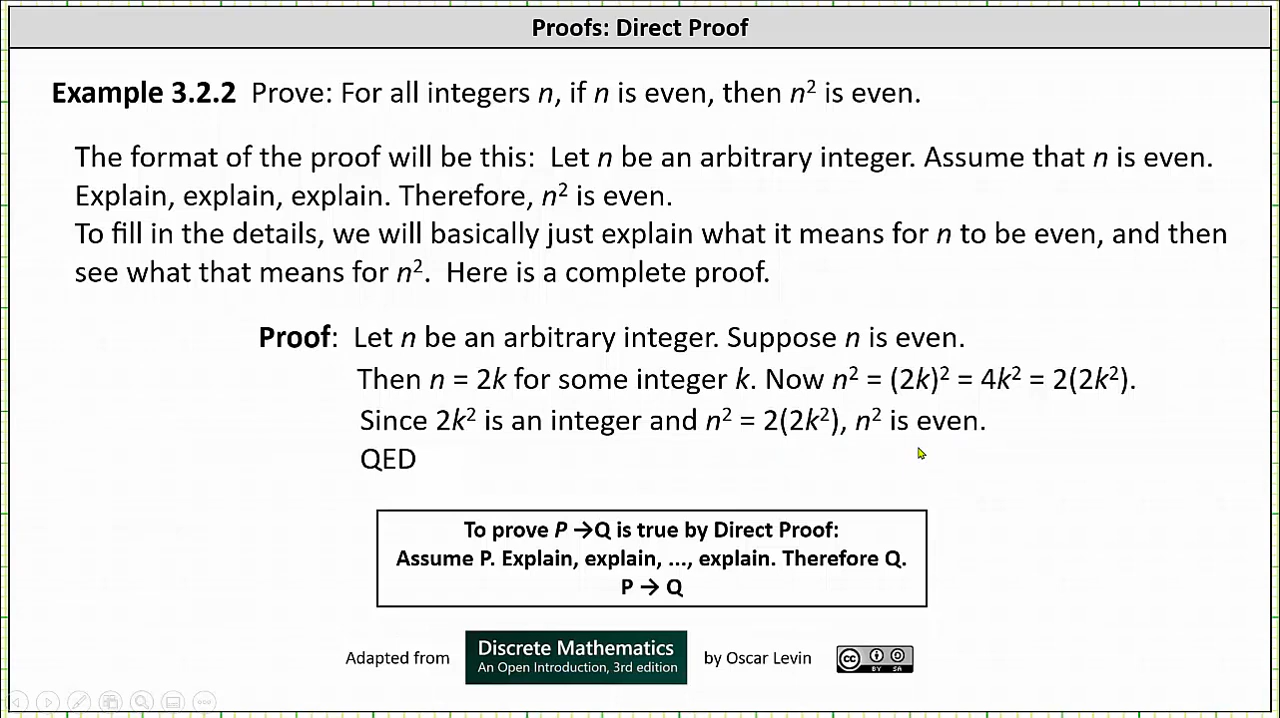 Proofs: Direct Proof
Example 3.2.2 Prove: For all integers n, if n is even, then n² is even.
The format of the proof will be this: Let n be an arbitrary integer. Assume that n is even.
Explain, explain, explain. Therefore, n² is even.
To fill in the details, we will basically just explain what it means for n to be even, and then
see what that means for n². Here is a complete proof.
Proof: Let n be an arbitrary integer. Suppose n is even.
Then n = 2k for some integer k. Now n² = (2k)² = 4k² = 2(2k²).
Since 2k² is an integer and n² = 2(2k²), n² is even.
QED
To prove P →Q is true by Direct Proof:
Assume P. Explain, explain, ..., explain. Therefore Q.
P → Q
Adapted from Discrete Mathematics by Oscar Levin
An Open Introduction, 3rd edition
cc BY SA